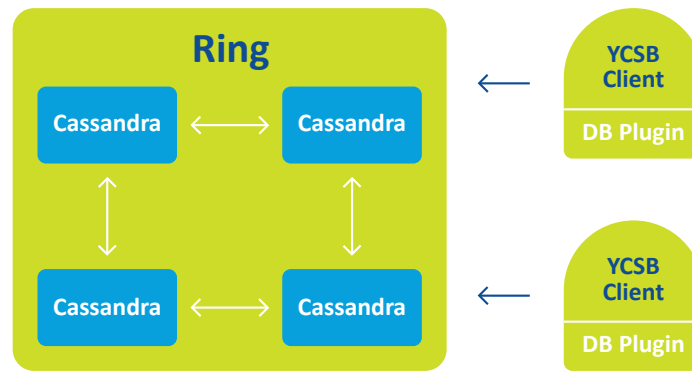 Ring
Cassandra
Cassandra
Cassandra
Cassandra
YCSB
Client
DB Plugin
YCSB
Client
DB Plugin